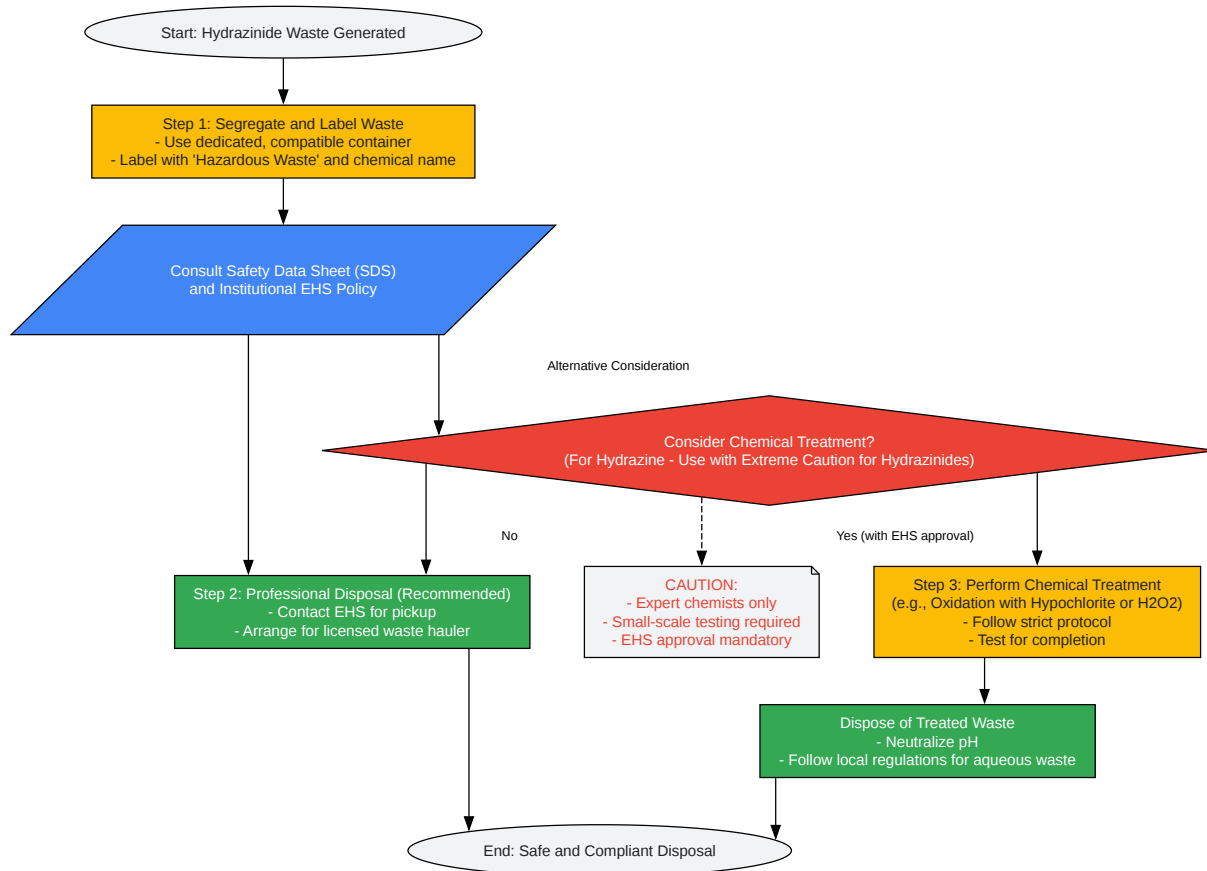 Start: Hydrazinide Waste Generated
Step 1: Segregate and Label Waste
- Use dedicated, compatible container
- Label with 'Hazardous Waste' and chemical name
Consult Safety Data Sheet (SDS)
and Institutional EHS Policy
Alternative Consideration
Consider Chemical Treatment?
(For Hydrazine - Use with Extreme Caution for Hydrazinides)
No
Yes (with EHS approval)
Step 2: Professional Disposal (Recommended)
- Contact EHS for pickup
- Arrange for licensed waste hauler
CAUTION:
- Expert chemists only
- Small-scale testing required
- EHS approval mandatory
Step 3: Perform Chemical Treatment
(e.g., Oxidation with Hypochlorite or H2O2)
- Follow strict protocol
- Test for completion
Dispose of Treated Waste
- Neutralize pH
- Follow local regulations for aqueous waste
End: Safe and Compliant Disposal